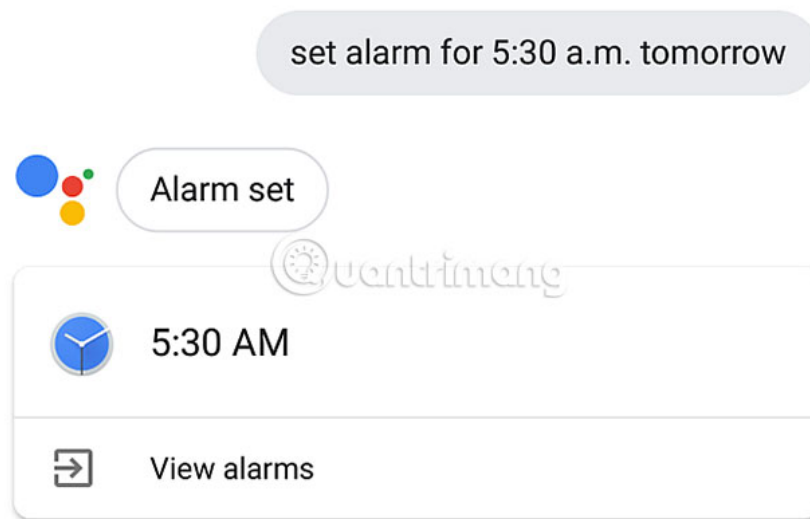 set alarm for 5:30 a.m. tomorrow
Alarm set
Quantrimang
5:30 AM
View alarms